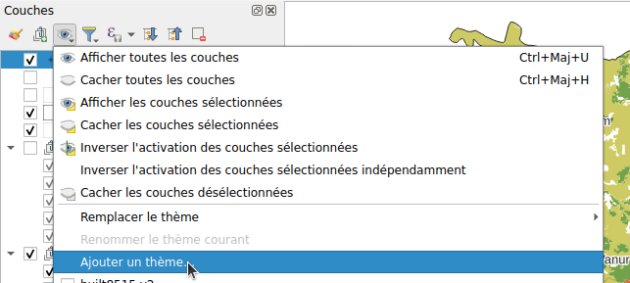 Couches
Afficher toutes les couches Ctrl+Maj+U
Cacher toutes les couches Ctrl+Maj+H
Afficher les couches sélectionnées
Cacher les couches sélectionnées
Inverser l'activation des couches sélectionnées
Inverser l'activation des couches sélectionnées indépendamment
Cacher les couches désélectionnées
Remplacer le thème
Renommer le thème courant
Ajouter un thème...